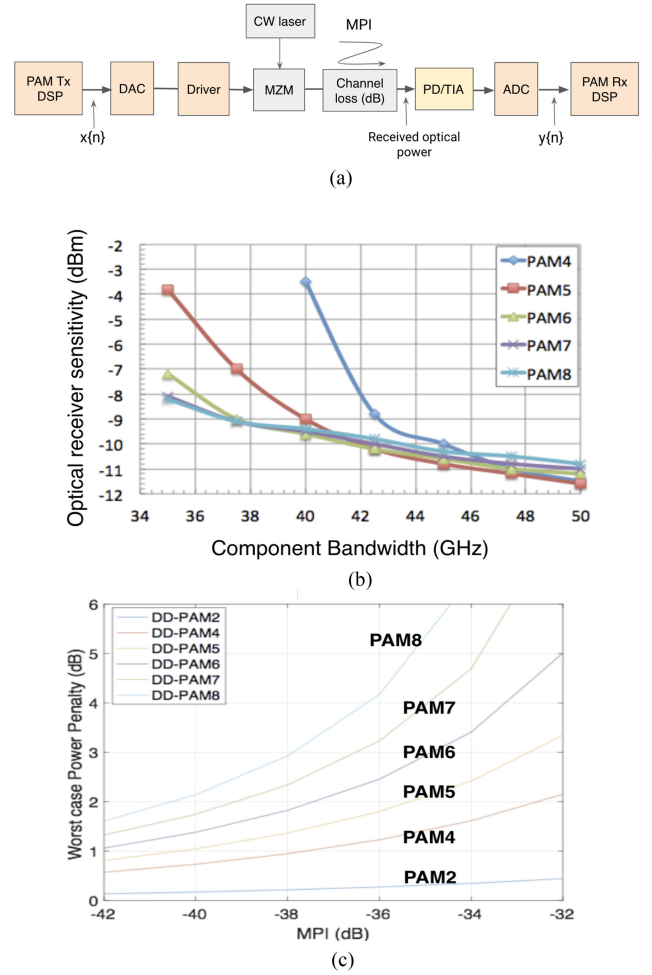 CW laser
MPI
PAM Tx
DSP
DAC
Driver
MZM
Channel
loss (dB)
PD/TIA
ADC
PAM Rx
DSP
x{n}
Received optical
power
y{n}
(a)
Optical receiver sensitivity (dBm)
-2
-3
-4
-5
-6
-7
-8
-9
-10
-11
-12
34
36
38
40
42
44
46
48
50
PAM4
PAM5
PAM6
PAM7
PAM8
Component Bandwidth (GHz)
(b)
Worst case Power Penalty (dB)
6
5
4
3
2
1
0
DD-PAM2
DD-PAM4
DD-PAM5
DD-PAM6
DD-PAM7
DD-PAM8
PAM8
PAM7
PAM6
PAM5
PAM4
PAM2
-42
-40
-38
-36
-34
-32
MPI (dB)
(c)